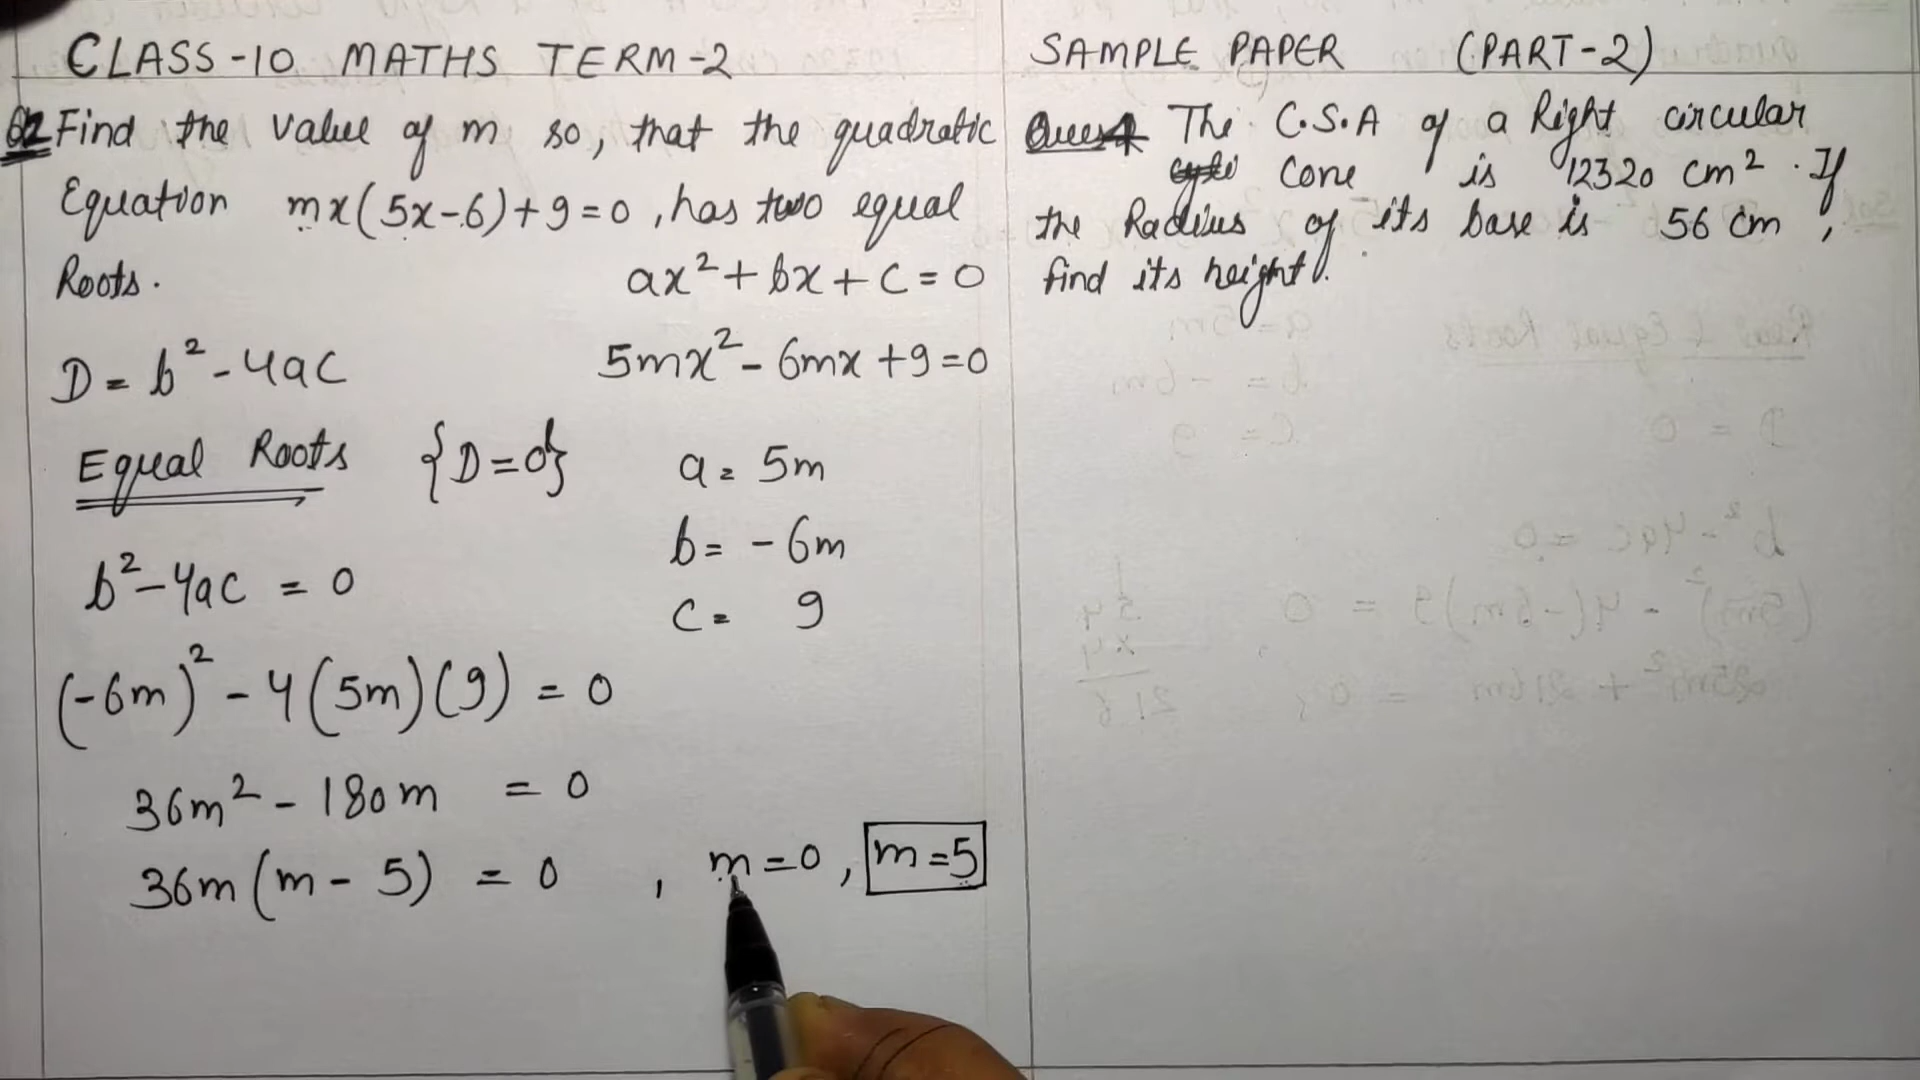 CLASS-10 MATHS TERM-2
Q2 Find the value of m so, that the quadratic
Equation mx(5x-6)+9=0, has two equal
Roots.
ax²+bx+c=0
D = b²-4ac
5mx²-6mx+9=0
Equal Roots {D=0}
a = 5m
b = -6m
c = 9
b²-4ac = 0
(-6m)²-4(5m)(9) = 0
36m²-180m = 0
36m(m-5) = 0, m=0, m=5
SAMPLE PAPER (PART-2)
Ques4 The C.S.A of a Right circular
Cone is 12320 cm². If
the Radius of its base is 56 cm,
find its height.